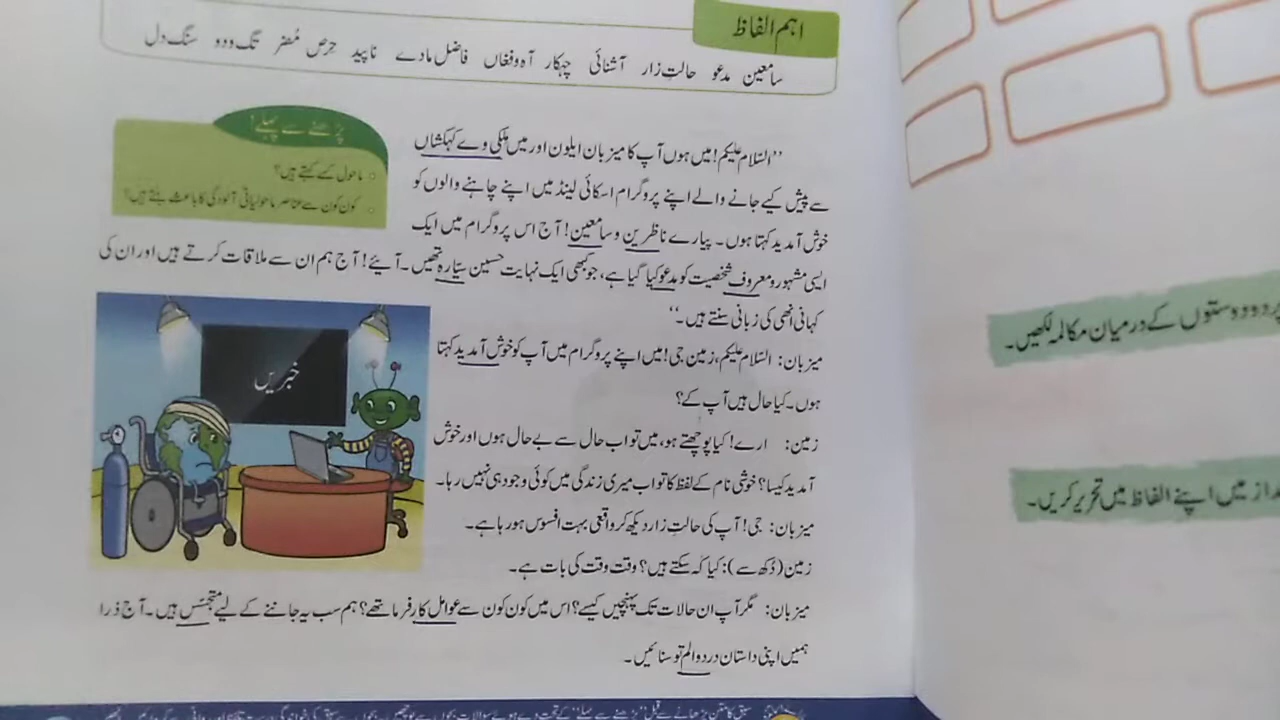 اہم الفاظ
سامعین مدعو حالتِ زار آشنائی چہکار آہ و فغاں فاضل مادے ناپید حرص مُضر تگ و دو سنگ دل
پڑھنے سے پہلے!
ماحول کسے کہتے ہیں؟
کون کون سے عناصر ماحولیاتی آلودگی کا باعث بنتے ہیں؟
”السّلام علیکم! میں ہوں آپ کا میزبان ایلون اور میں مِلکی وے کہکشاں
سے پیش کیے جانے والے اپنے پروگرام اسکائی لینڈ میں اپنے چاہنے والوں کو
خوش آمدید کہتا ہوں۔ پیارے ناظرین و سامعین! آج اس پروگرام میں ایک
ایسی مشہور و معروف شخصیت کو مدعو کیا گیا ہے، جو کبھی ایک نہایت حسین سیّارہ تھیں۔ آیئے! آج ہم ان سے ملاقات کرتے ہیں اور ان کی
کہانی انھی کی زبانی سنتے ہیں۔“
خبریں
میزبان: السّلام علیکم، زمین جی! میں اپنے پروگرام میں آپ کو خوش آمدید کہتا
ہوں۔ کیا حال ہیں آپ کے؟
زمین: ارے! کیا پوچھتے ہو، میں تو اب حال سے بے حال ہوں اور خوش
آمدید کیسا؟ خوشی نام کے لفظ کا تو اب میری زندگی میں کوئی وجود ہی نہیں رہا۔
میزبان: جی! آپ کی حالتِ زار دیکھ کر واقعی بہت افسوس ہو رہا ہے۔
زمین (دُکھ سے): کیا کَہ سکتے ہیں؟ وقت وقت کی بات ہے۔
میزبان: مگر آپ ان حالات تک پہنچیں کیسے؟ اس میں کون کون سے عوامل کارفرما تھے؟ ہم سب یہ جاننے کے لیے متجسّس ہیں۔ آج ذرا
ہمیں اپنی داستان درد و الم تو سنائیں۔
دو دوستوں کے درمیان مکالمہ لکھیں۔
میں اپنے الفاظ میں تحریر کریں۔